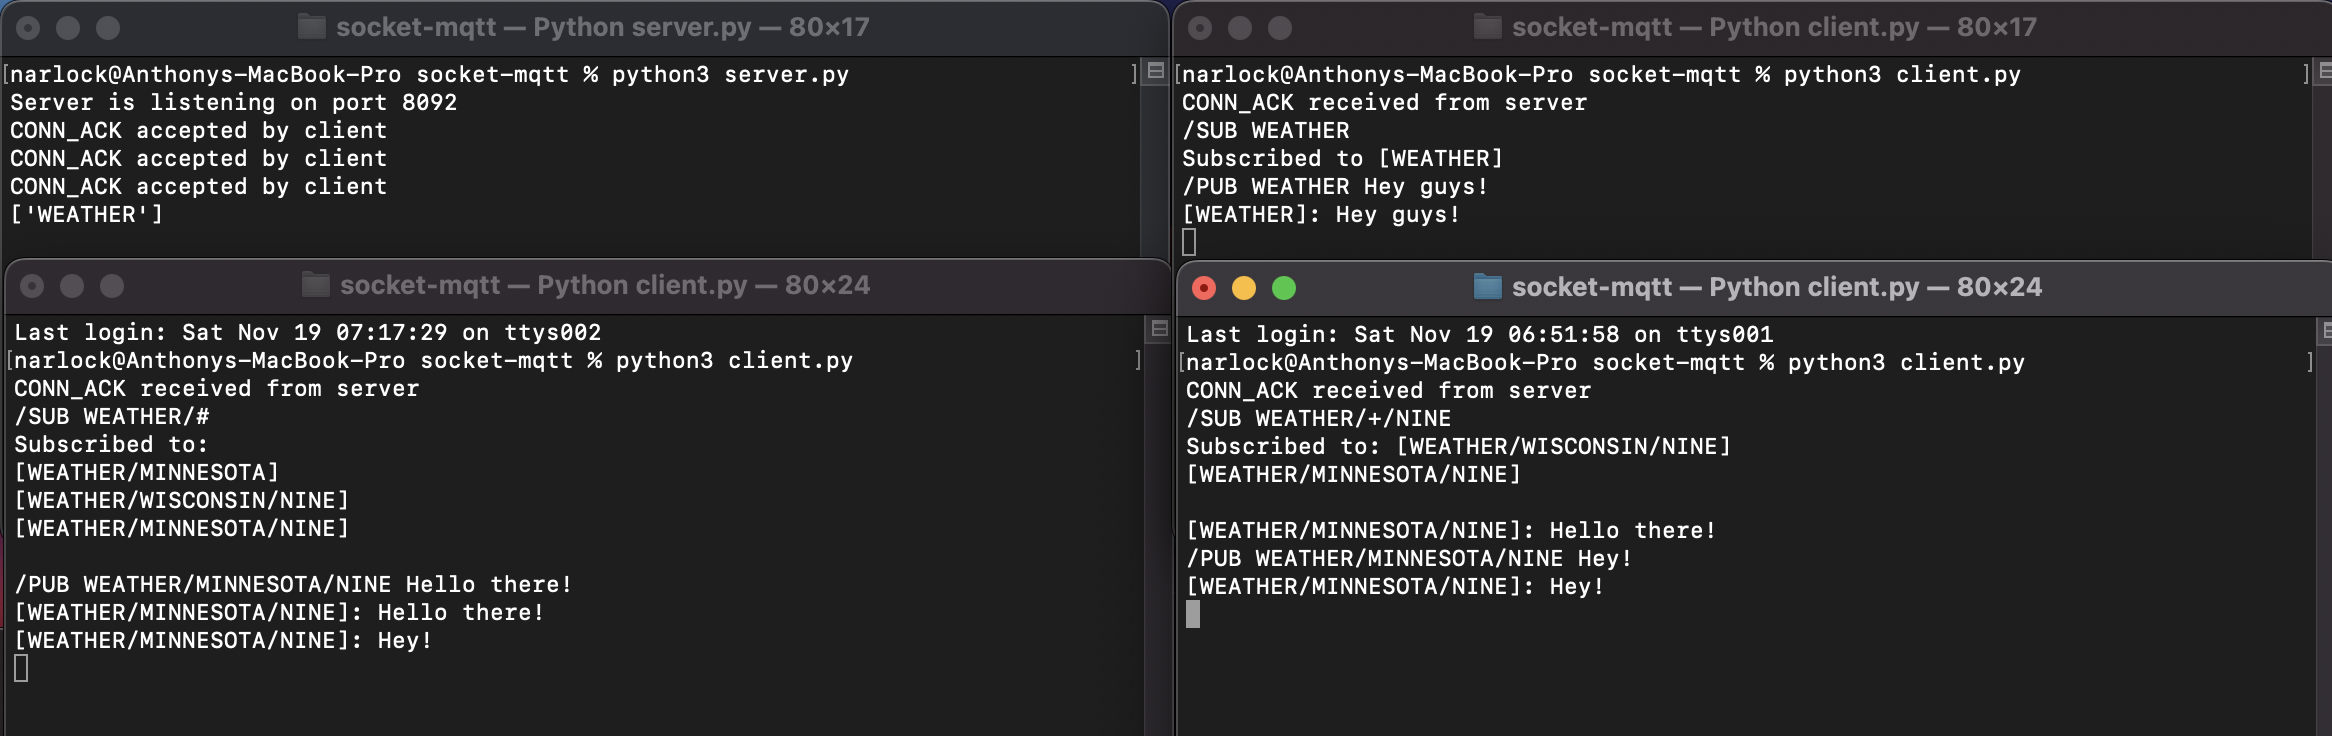 socket-mqtt — Python server.py — 80×17
[narlock@Anthonys-MacBook-Pro socket-mqtt % python3 server.py ]
Server is listening on port 8092
CONN_ACK accepted by client
CONN_ACK accepted by client
CONN_ACK accepted by client
['WEATHER']
socket-mqtt — Python client.py — 80×17
[narlock@Anthonys-MacBook-Pro socket-mqtt % python3 client.py ]
CONN_ACK received from server
/SUB WEATHER
Subscribed to [WEATHER]
/PUB WEATHER Hey guys!
[WEATHER]: Hey guys!
socket-mqtt — Python client.py — 80×24
Last login: Sat Nov 19 07:17:29 on ttys002
[narlock@Anthonys-MacBook-Pro socket-mqtt % python3 client.py ]
CONN_ACK received from server
/SUB WEATHER/#
Subscribed to:
[WEATHER/MINNESOTA]
[WEATHER/WISCONSIN/NINE]
[WEATHER/MINNESOTA/NINE]
/PUB WEATHER/MINNESOTA/NINE Hello there!
[WEATHER/MINNESOTA/NINE]: Hello there!
[WEATHER/MINNESOTA/NINE]: Hey!
socket-mqtt — Python client.py — 80×24
Last login: Sat Nov 19 06:51:58 on ttys001
[narlock@Anthonys-MacBook-Pro socket-mqtt % python3 client.py ]
CONN_ACK received from server
/SUB WEATHER/+/NINE
Subscribed to: [WEATHER/WISCONSIN/NINE]
[WEATHER/MINNESOTA/NINE]
[WEATHER/MINNESOTA/NINE]: Hello there!
/PUB WEATHER/MINNESOTA/NINE Hey!
[WEATHER/MINNESOTA/NINE]: Hey!